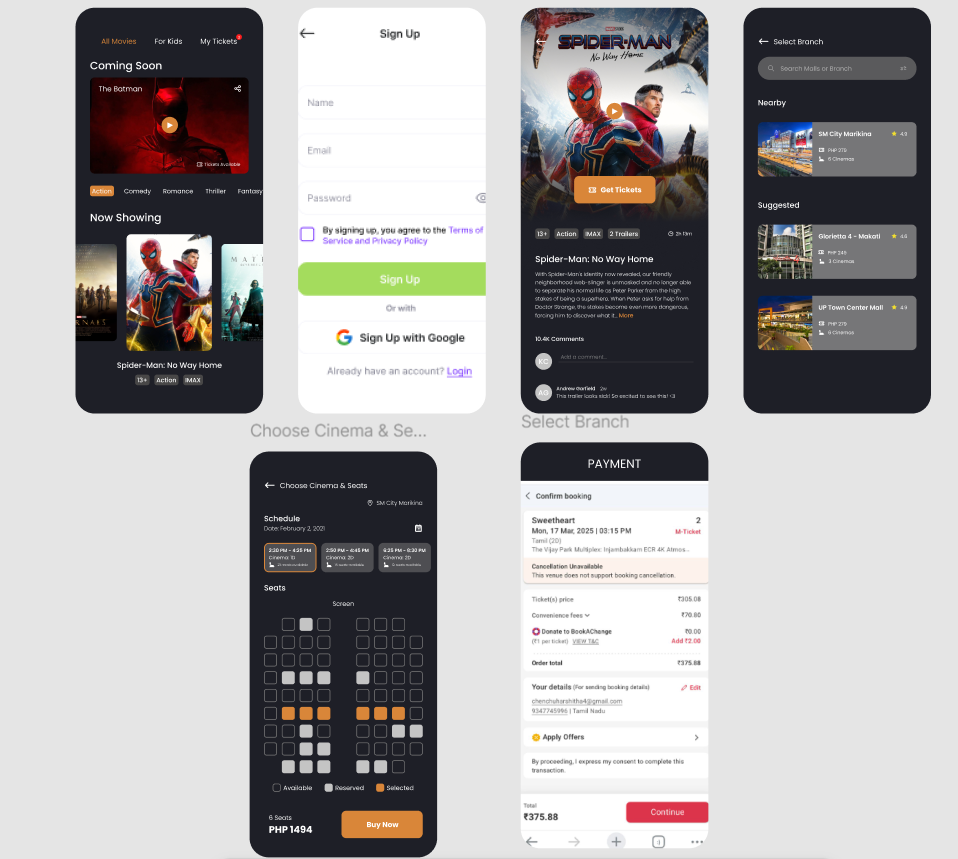 All Movies For Kids My Tickets
Coming Soon
The Batman
Tickets Available
Action Comedy Romance Thriller Fantasy
Now Showing
Spider-Man: No Way Home
13+ Action IMAX
Sign Up
Name
Email
Password
By signing up, you agree to the Terms of
Service and Privacy Policy
Sign Up
Or with
Sign Up with Google
Already have an account? Login
SPIDER-MAN
No Way Home
Get Tickets
13+ Action IMAX 2 Trailers 2h 13m
Spider-Man: No Way Home
With Spider-Man's identity now revealed, our friendly
neighborhood web-slinger is unmasked and no longer able
to separate his normal life as Peter Parker from the high
stakes of being a superhero. When Peter asks for help from
Doctor Strange, the stakes become even more dangerous,
forcing him to discover what it... More
10.4K Comments
KC Add a comment...
AG Andrew Garfield 2w
This trailer looks sick! So excited to see this! <3
Select Branch
Search Malls or Branch
Nearby
SM City Marikina 4.8
PHP 275
6 Cinemas
Suggested
Glorietta 4 - Makati 4.8
PHP 240
3 Cinemas
UP Town Center Mall 4.9
PHP 275
6 Cinemas
Choose Cinema & Se...
Choose Cinema & Seats
SM City Marikina
Schedule
Date: February 2, 2021
2:30 PM - 4:25 PM 2:50 PM - 4:45 PM 6:25 PM - 8:30 PM
Seats
Screen
Available Reserved Selected
6 Seats
PHP 1494
Buy Now
Select Branch
PAYMENT
Confirm booking
Sweetheart 2
Mon, 17 Mar, 2025 | 03:15 PM M-Ticket
Tamil (2D)
The Vijay Park Multiplex: Injambakkam ECR 4K Atmos...
Cancellation Unavailable
This venue does not support booking cancellation.
Ticket(s) price ₹305.08
Convenience fees ₹70.80
Donate to BookAChange ₹0.00
(₹1 per ticket) VIEW T&C Add ₹2.00
Order total ₹375.88
Your details (For sending booking details) Edit
chenchuharshitha4@gmail.com
9347745996 | Tamil Nadu
Apply Offers
By proceeding, I express my consent to complete this
transaction.
Total
₹375.88
Continue